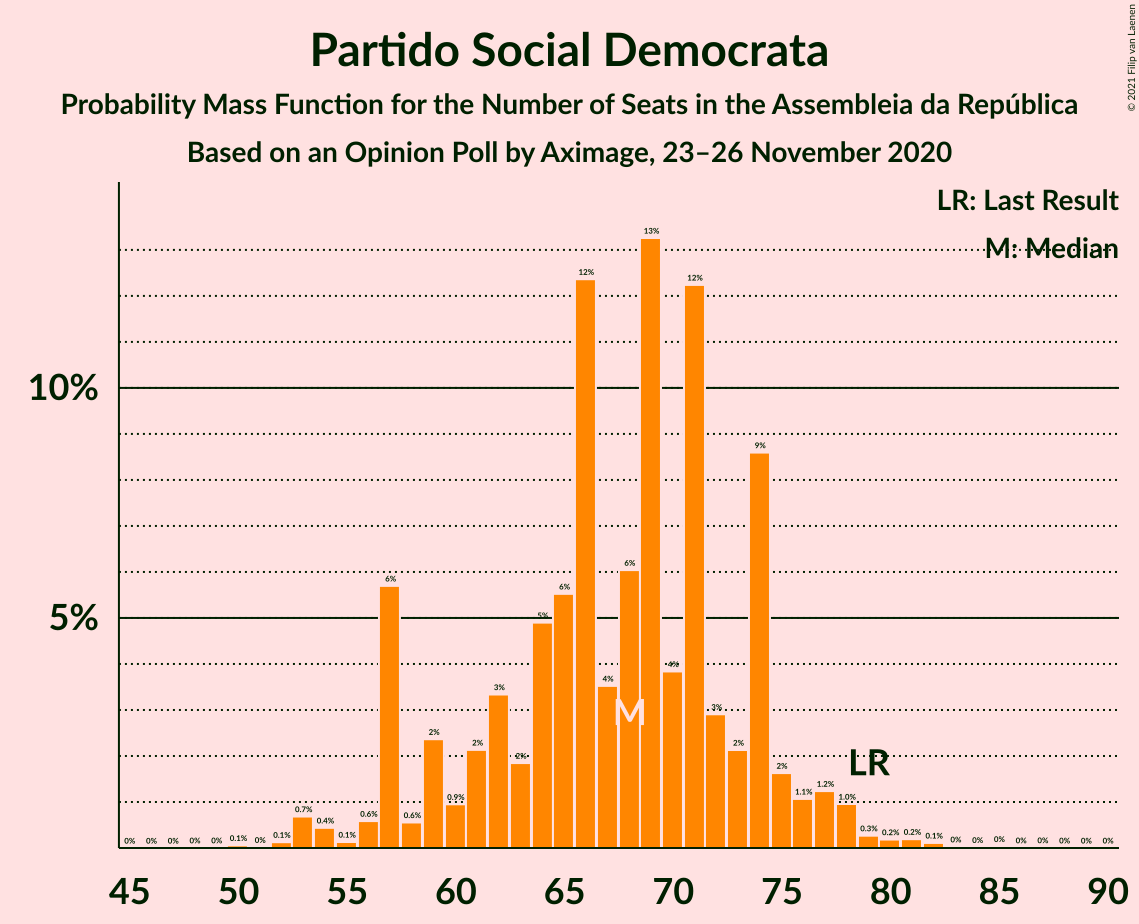 Partido Social Democrata
Probability Mass Function for the Number of Seats in the Assembleia da República
Based on an Opinion Poll by Aximage, 23–26 November 2020
© 2021 Filip van Laenen
LR: Last Result
M: Median
10%
5%
0% 0% 0% 0% 0% 0.1% 0% 0.1% 0.7% 0.4% 0.1% 0.6% 6% 0.6% 2% 0.9% 2% 3% 2% 5% 6% 12% 4% 6% 13% 4% 12% 3% 2% 9% 2% 1.1% 1.2% 1.0% 0.3% 0.2% 0.2% 0.1% 0% 0% 0% 0% 0% 0% 0% 0%
M
LR
45 50 55 60 65 70 75 80 85 90